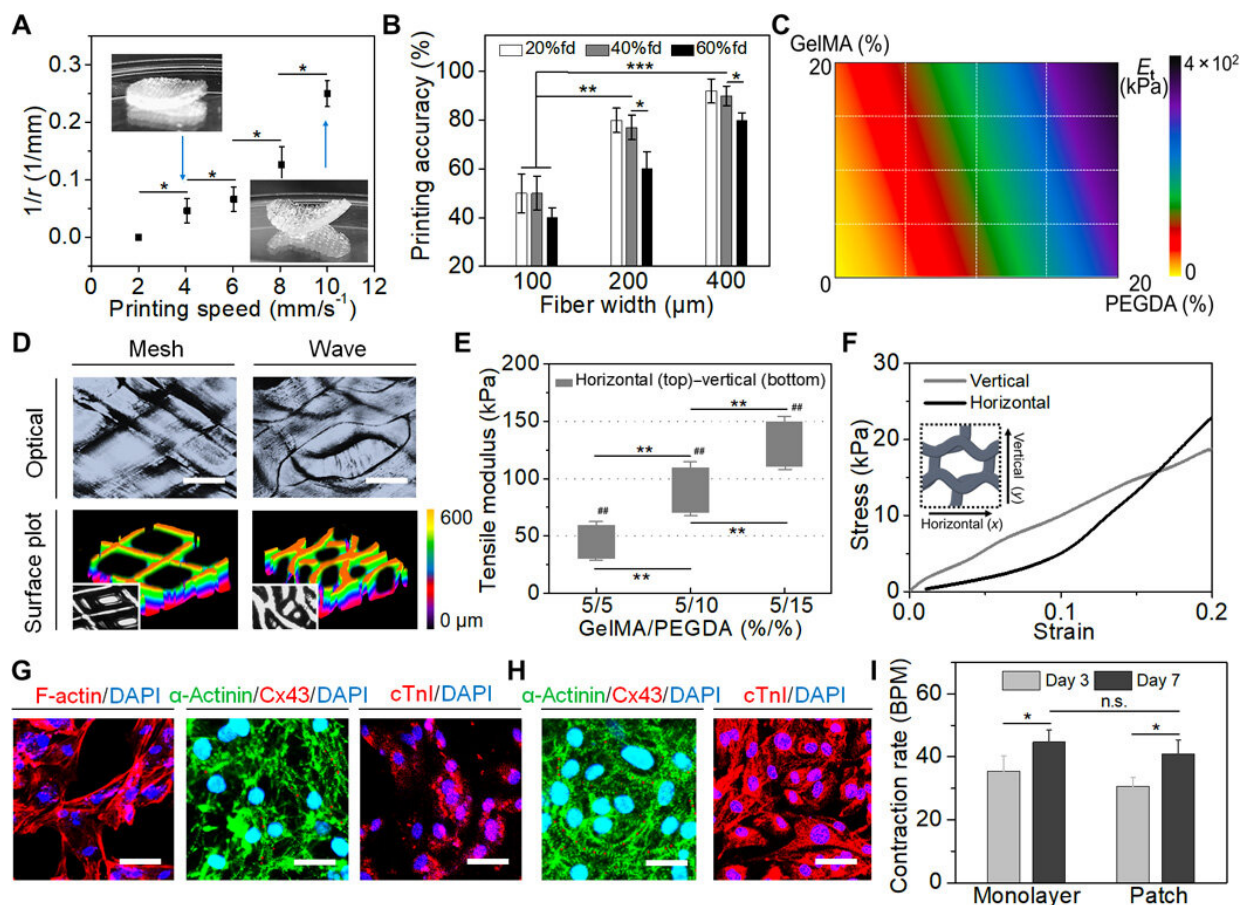 A
1/r (1/mm)
0.3
0.2
0.1
0.0
* * * *
0 2 4 6 8 10 12
Printing speed (mm/s⁻¹)
B
Printing accuracy (%)
20%fd 40%fd 60%fd
100
80
60
40
20
***
** * *
100 200 400
Fiber width (µm)
C
GelMA (%)
20
0
20
PEGDA (%)
Eₜ
(kPa)
4 × 10²
0
D
Mesh Wave
Optical
Surface plot
600
0 µm
E
Tensile modulus (kPa)
200
150
100
50
0
Horizontal (top)–vertical (bottom)
**
** ## ##
##
**
**
5/5 5/10 5/15
GelMA/PEGDA (%/%)
F
Stress (kPa)
30
20
10
0
Vertical
Horizontal
Vertical (y)
Horizontal (x)
0.0 0.1 0.2
Strain
G
F-actin/DAPI α-Actinin/Cx43/DAPI cTnI/DAPI
H
α-Actinin/Cx43/DAPI cTnI/DAPI
I
Contraction rate (BPM)
60
40
20
0
Day 3 Day 7
n.s.
* *
Monolayer Patch